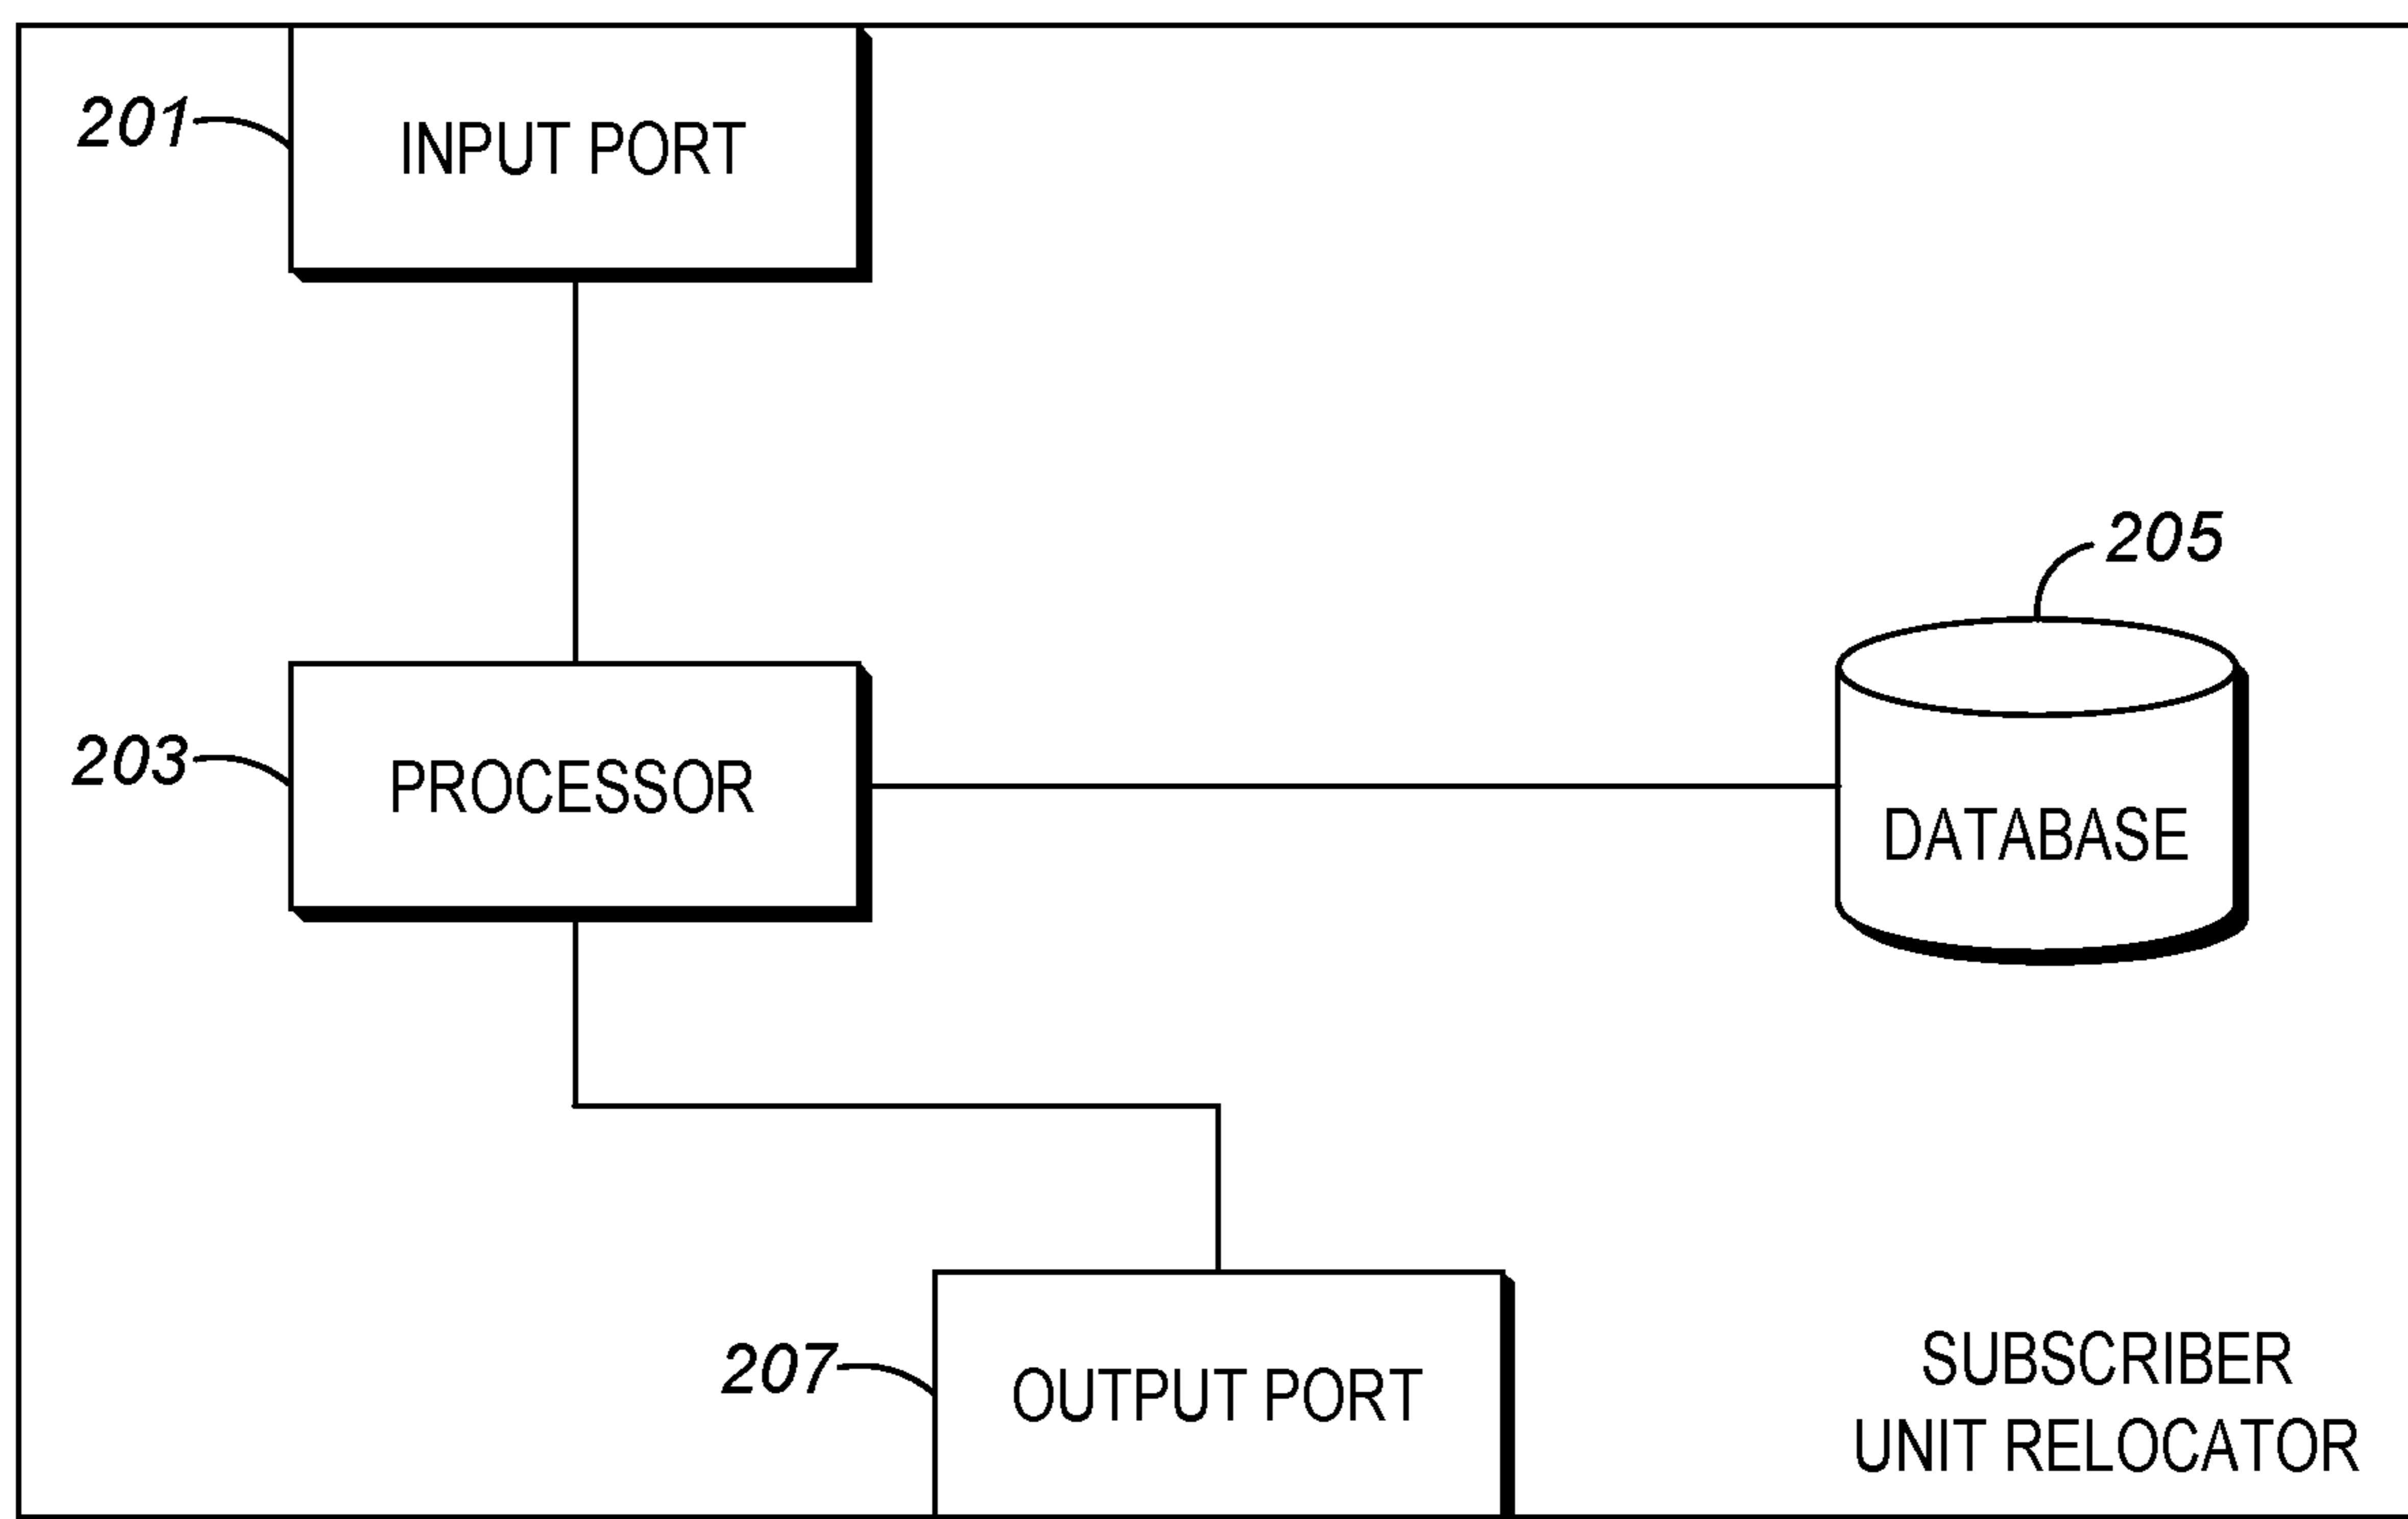 201
INPUT PORT
205
203
PROCESSOR
DATABASE
207
OUTPUT PORT
SUBSCRIBER
UNIT RELOCATOR